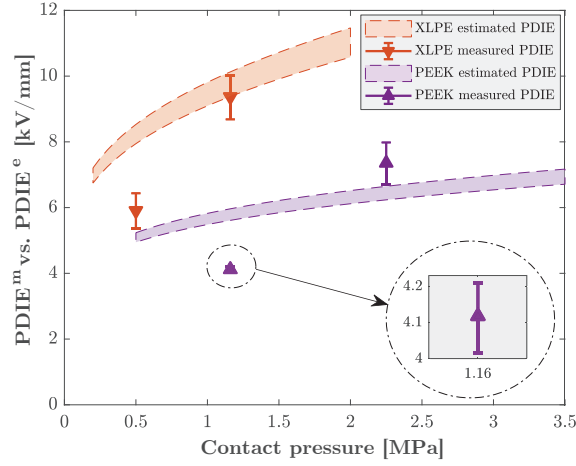 XLPE estimated PDIE
XLPE measured PDIE
PEEK estimated PDIE
PEEK measured PDIE
12
10
8
6
4
2
0
PDIEᵐ vs. PDIEᵉ [kV/mm]
4.2
4.1
4
1.16
0 0.5 1 1.5 2 2.5 3 3.5
Contact pressure [MPa]